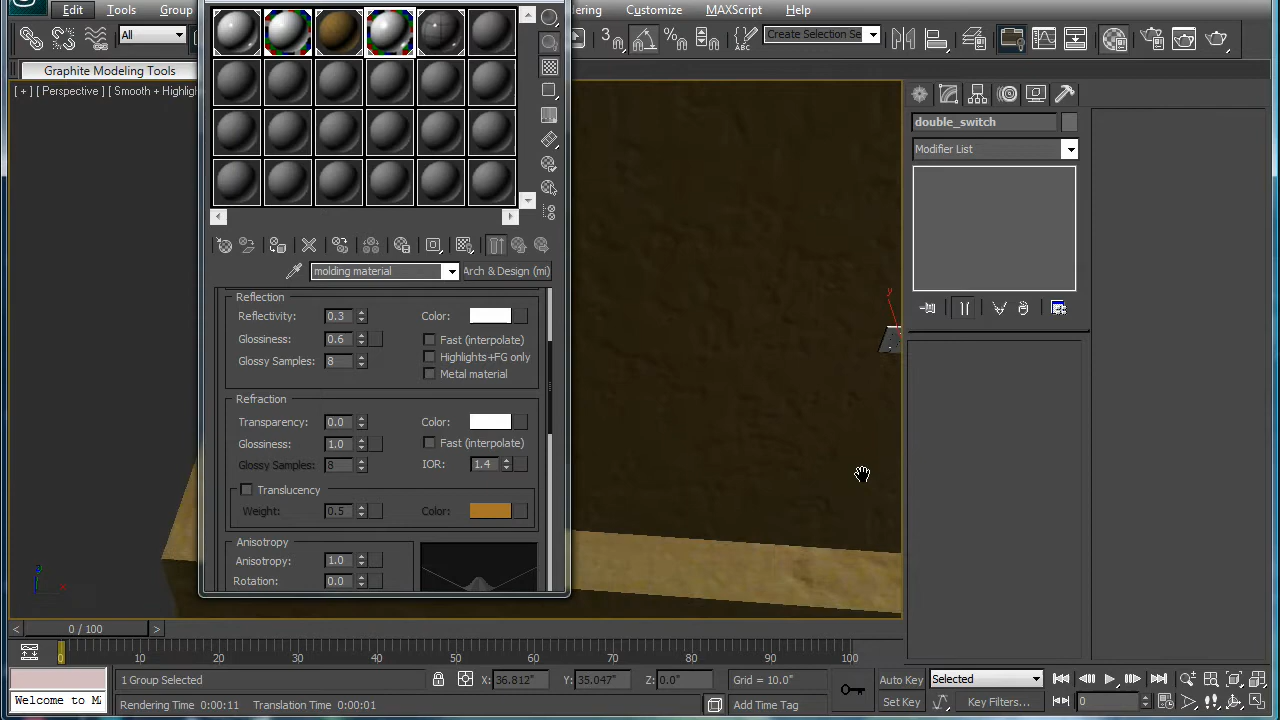 Edit Tools Group ering Customize MAXScript Help
All
Create Selection Se
Graphite Modeling Tools
[ + ] [ Perspective ] [ Smooth + Highlig
double_switch
Modifier List
molding material
Arch & Design (mi)
Reflection
Reflectivity: 0.3 Color:
Glossiness: 0.6 Fast (interpolate)
Glossy Samples: 8 Highlights+FG only
Metal material
Refraction
Transparency: 0.0 Color:
Glossiness: 1.0 Fast (interpolate)
Glossy Samples: 8 IOR: 1.4
Translucency
Weight: 0.5 Color:
Anisotropy
Anisotropy: 1.0
Rotation: 0.0
y
x
0 / 100
0 10 20 30 40 50 60 70 80 90 100
1 Group Selected X: 36.812" Y: 35.047" Z: 0.0" Grid = 10.0" Auto Key Selected
Welcome to MA Rendering Time 0:00:11 Translation Time 0:00:01 Add Time Tag Set Key Key Filters... 0